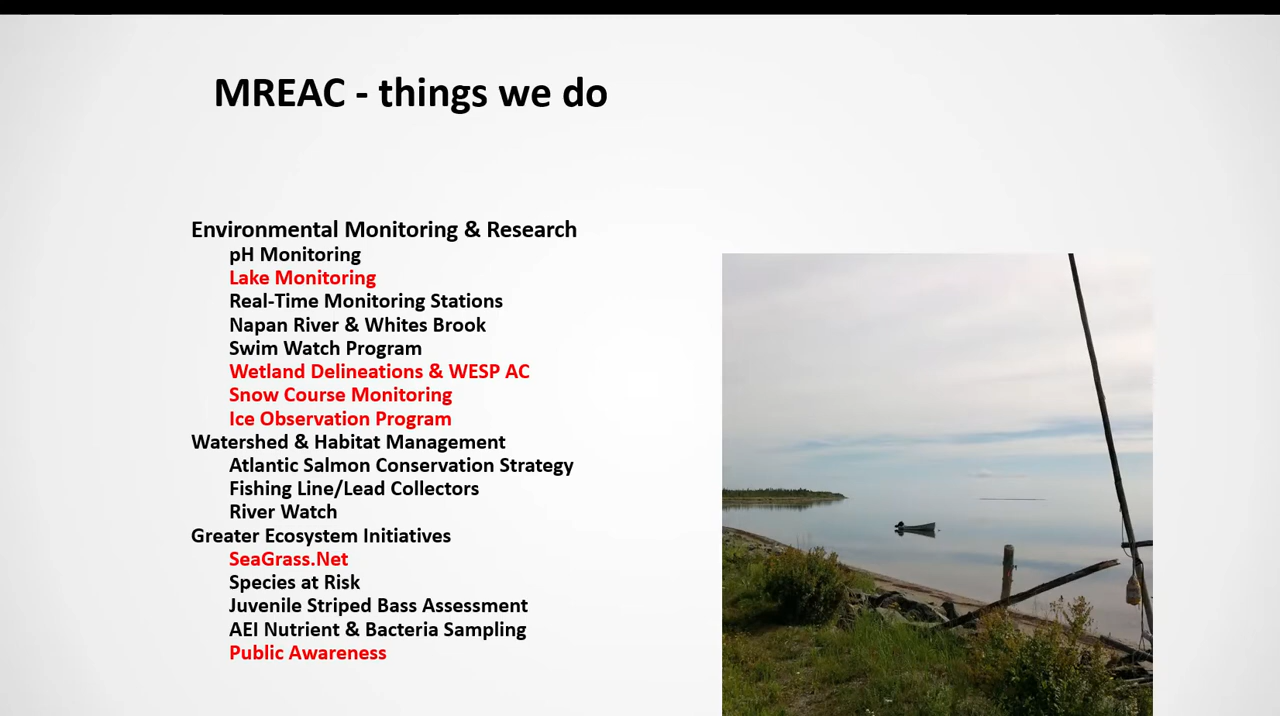 MREAC - things we do
Environmental Monitoring & Research
pH Monitoring
Lake Monitoring
Real-Time Monitoring Stations
Napan River & Whites Brook
Swim Watch Program
Wetland Delineations & WESP AC
Snow Course Monitoring
Ice Observation Program
Watershed & Habitat Management
Atlantic Salmon Conservation Strategy
Fishing Line/Lead Collectors
River Watch
Greater Ecosystem Initiatives
SeaGrass.Net
Species at Risk
Juvenile Striped Bass Assessment
AEI Nutrient & Bacteria Sampling
Public Awareness